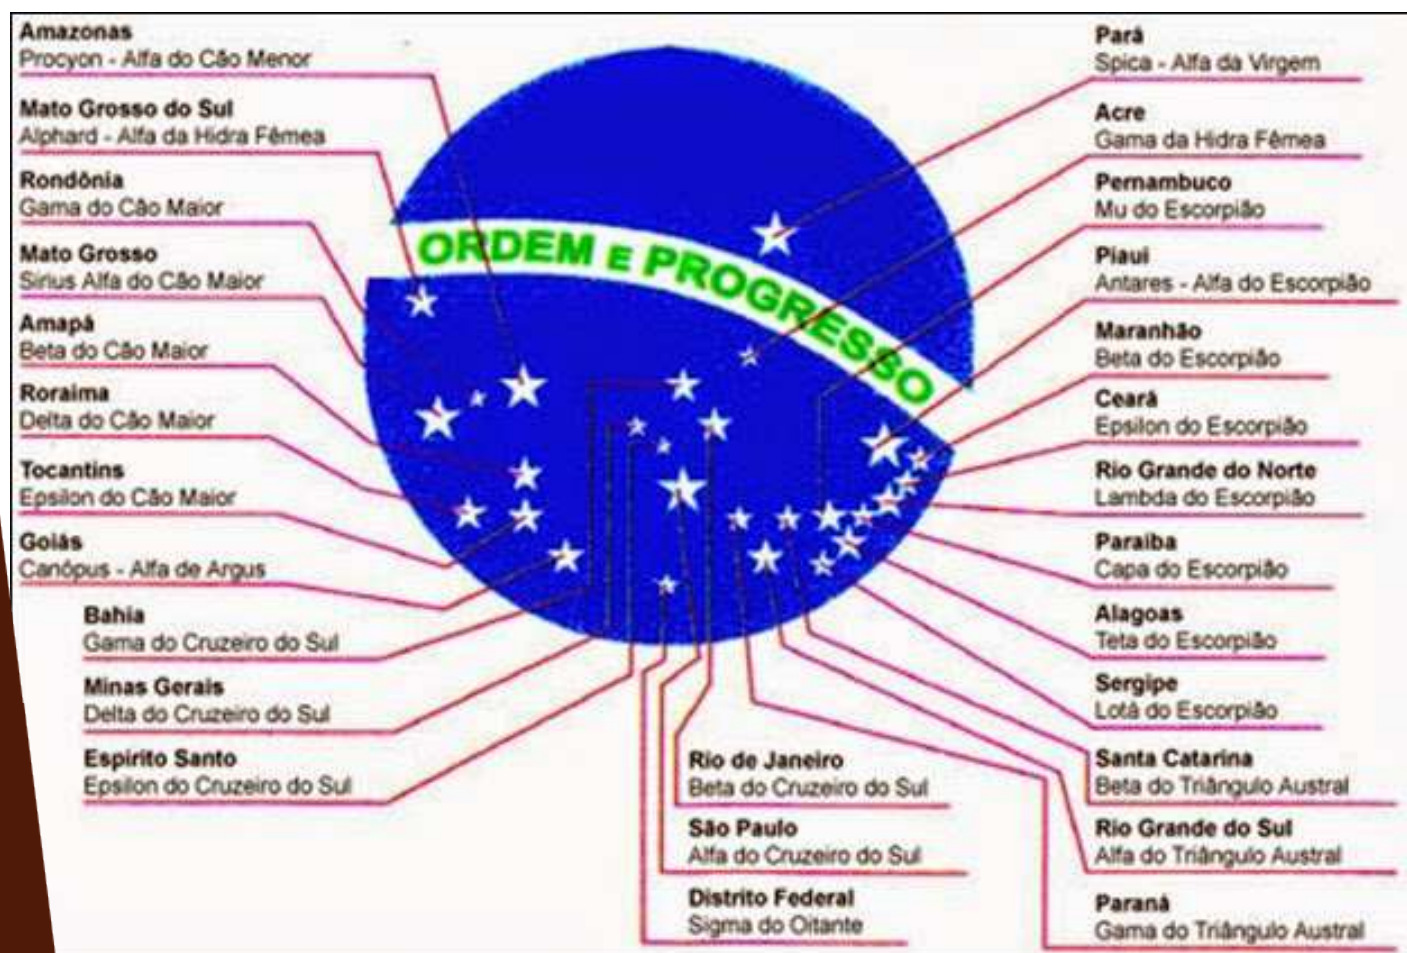 Amazonas
Procyon - Alfa do Cão Menor
Mato Grosso do Sul
Alphard - Alfa da Hidra Fêmea
Rondônia
Gama do Cão Maior
Mato Grosso
Sirius Alfa do Cão Maior
Amapá
Beta do Cão Maior
Roraima
Delta do Cão Maior
Tocantins
Epsilon do Cão Maior
Goiás
Canópus - Alfa de Argus
Bahia
Gama do Cruzeiro do Sul
Minas Gerais
Delta do Cruzeiro do Sul
Espirito Santo
Epsilon do Cruzeiro do Sul
ORDEM E PROGRESSO
Rio de Janeiro
Beta do Cruzeiro do Sul
São Paulo
Alfa do Cruzeiro do Sul
Distrito Federal
Sigma do Oitante
Pará
Spica - Alfa da Virgem
Acre
Gama da Hidra Fêmea
Pernambuco
Mu do Escorpião
Piaui
Antares - Alfa do Escorpião
Maranhão
Beta do Escorpião
Ceará
Epsilon do Escorpião
Rio Grande do Norte
Lambda do Escorpião
Paraiba
Capa do Escorpião
Alagoas
Teta do Escorpião
Sergipe
Lotá do Escorpião
Santa Catarina
Beta do Triângulo Austral
Rio Grande do Sul
Alfa do Triângulo Austral
Paraná
Gama do Triângulo Austral